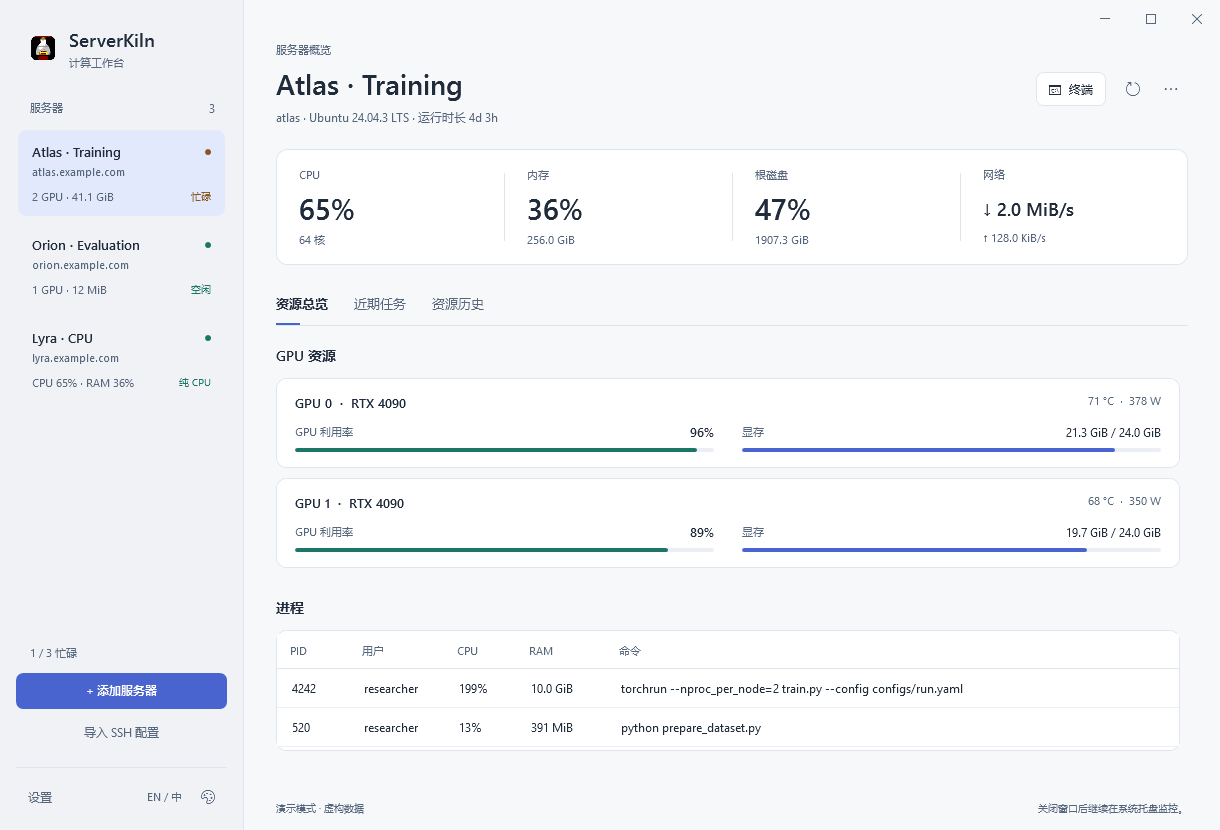 ServerKiln
计算工作台
服务器 3
Atlas · Training
atlas.example.com
2 GPU · 41.1 GiB 忙碌
Orion · Evaluation
orion.example.com
1 GPU · 12 MiB 空闲
Lyra · CPU
lyra.example.com
CPU 65% · RAM 36% 纯 CPU
1 / 3 忙碌
+ 添加服务器
导入 SSH 配置
设置 EN / 中
服务器概览
Atlas · Training
atlas · Ubuntu 24.04.3 LTS · 运行时长 4d 3h
终端
CPU
65%
64 核
内存
36%
256.0 GiB
根磁盘
47%
1907.3 GiB
网络
↓ 2.0 MiB/s
↑ 128.0 KiB/s
资源总览 近期任务 资源历史
GPU 资源
GPU 0 · RTX 4090 71 °C · 378 W
GPU 利用率 96% 显存 21.3 GiB / 24.0 GiB
GPU 1 · RTX 4090 68 °C · 350 W
GPU 利用率 89% 显存 19.7 GiB / 24.0 GiB
进程
PID 用户 CPU RAM 命令
4242 researcher 199% 10.0 GiB torchrun --nproc_per_node=2 train.py --config configs/run.yaml
520 researcher 13% 391 MiB python prepare_dataset.py
演示模式 · 虚构数据 关闭窗口后继续在系统托盘监控。